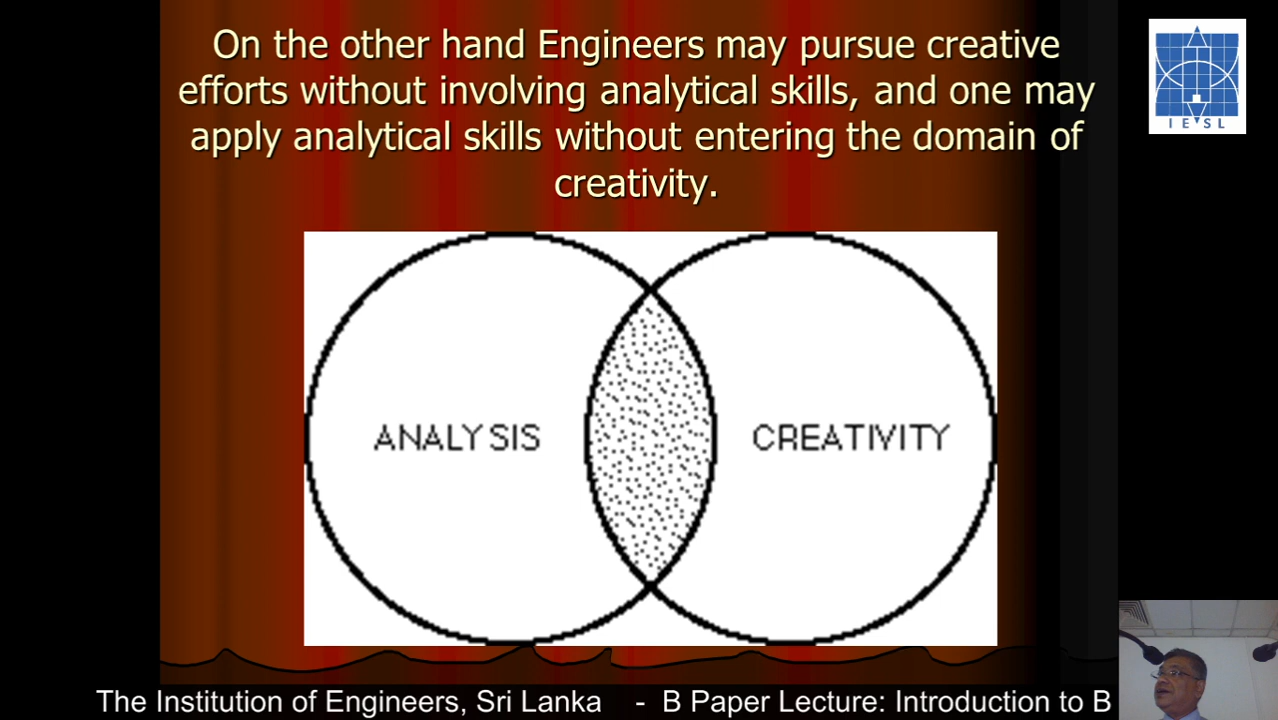 On the other hand Engineers may pursue creative
efforts without involving analytical skills, and one may
apply analytical skills without entering the domain of
creativity.
IESL
ANALYSIS
CREATIVITY
The Institution of Engineers, Sri Lanka - B Paper Lecture: Introduction to B